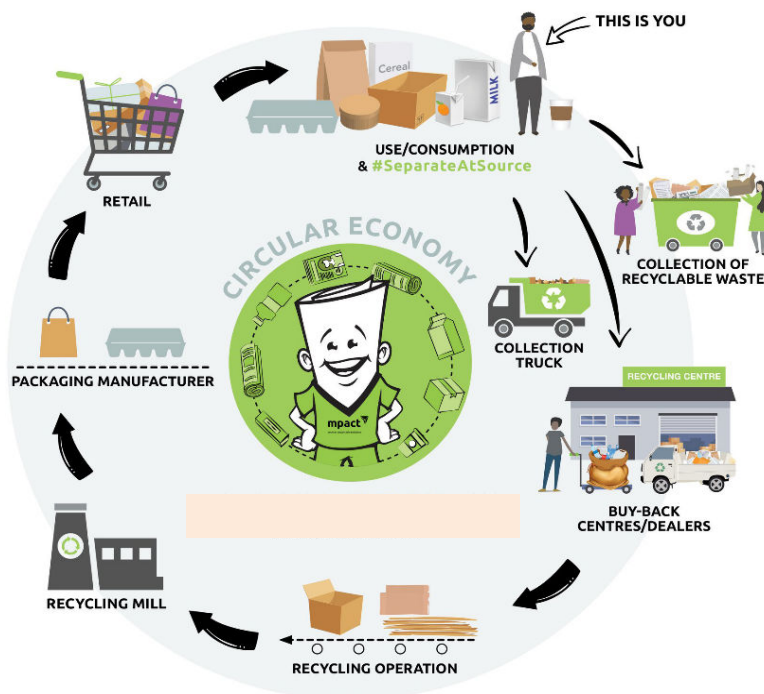 THIS IS YOU
Cereal
MILK
USE/CONSUMPTION
& #SeparateAtSource
RETAIL
COLLECTION OF
RECYCLABLE WASTE
CIRCULAR ECONOMY
COLLECTION
TRUCK
PACKAGING MANUFACTURER
mpact
RECYCLING CENTRE
BUY-BACK
CENTRES/DEALERS
RECYCLING MILL
RECYCLING OPERATION